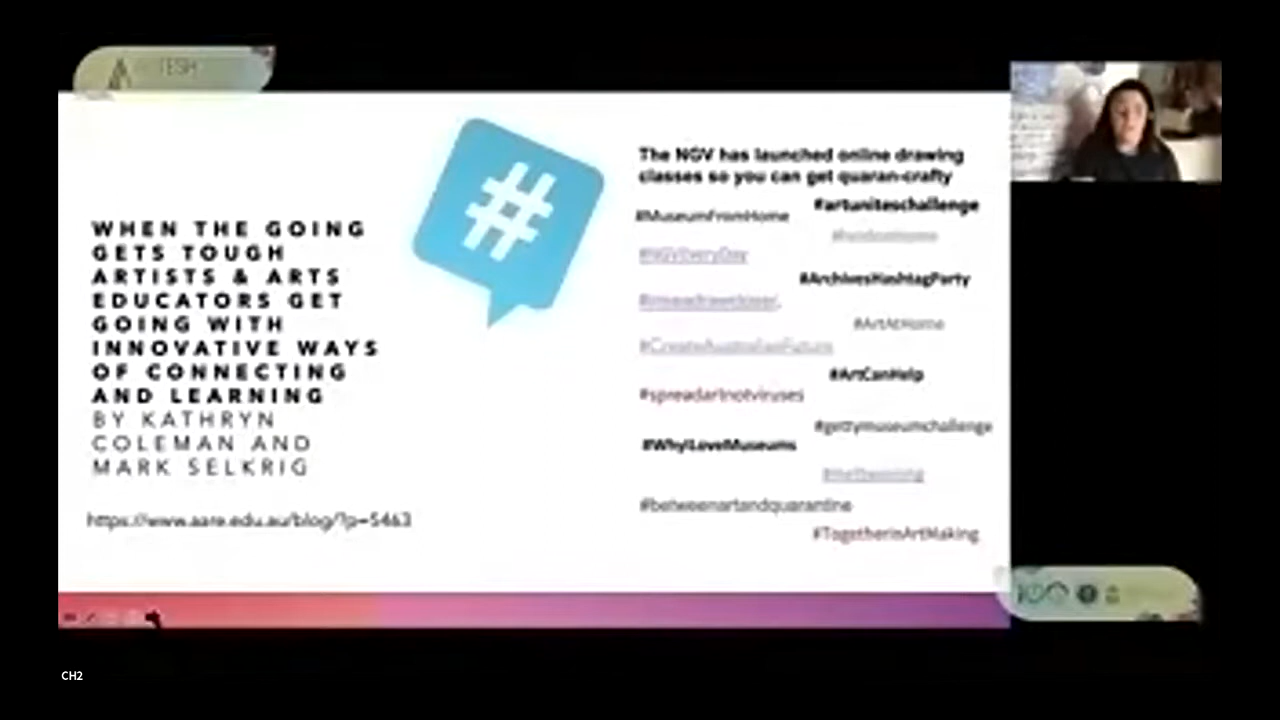 WHEN THE GOING
GETS TOUGH
ARTISTS & ARTS
EDUCATORS GET
GOING WITH
INNOVATIVE WAYS
OF CONNECTING
AND LEARNING
BY KATHRYN
COLEMAN AND
MARK SELKRIG
https://www.aare.edu.au/blog/?p=5463
#
The NGV has launched online drawing
classes so you can get quaran-crafty
#MuseumFromHome
#artuniteschallenge
#NGVEveryDay
#ArchivesHashtagParty
#ArtAtHome
#CreateAustraliasFuture
#ArtCanHelp
#spreadartnotviruses
#gettymuseumchallenge
#WhyILoveMuseums
#betweenartandquarantine
#TogetherInArtMaking
CH2